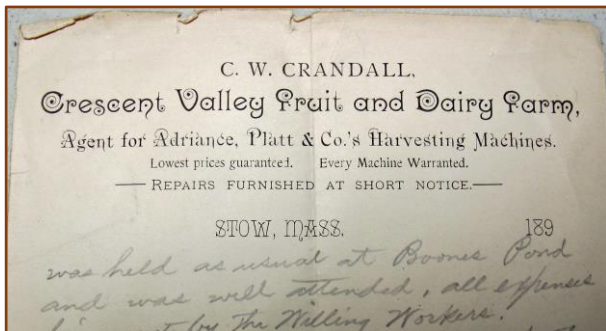 C. W. CRANDALL,
Crescent Valley Fruit and Dairy Farm,
Agent for Adriance, Platt & Co.'s Harvesting Machines.
Lowest prices guaranteed. Every Machine Warranted.
REPAIRS FURNISHED AT SHORT NOTICE.
STOW, MASS. 189
was held as usual at Boones Pond
and was well attended, all expenses
by The Willing Workers.